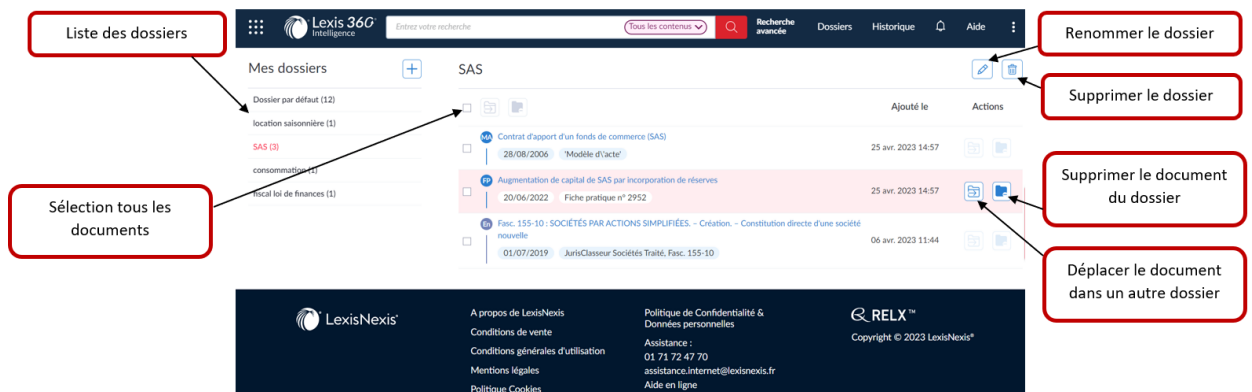 Liste des dossiers
Lexis 360
Intelligence
Entrez votre recherche
Tous les contenus
Recherche
avancée
Dossiers
Historique
Aide
Renommer le dossier
Mes dossiers
SAS
Supprimer le dossier
Dossier par défaut (12)
Ajouté le
Actions
location saisonnière (1)
SAS (3)
MA Contrat d'apport d'un fonds de commerce (SAS)
28/08/2006 'Modèle d\'acte'
25 avr. 2023 14:57
consommation (1)
FP Augmentation de capital de SAS par incorporation de réserves
20/06/2022 Fiche pratique n° 2952
25 avr. 2023 14:57
fiscal loi de finances (1)
Supprimer le document
du dossier
Sélection tous les
documents
En Fasc. 155-10 : SOCIÉTÉS PAR ACTIONS SIMPLIFIÉES. – Création. – Constitution directe d'une société
nouvelle
01/07/2019 JurisClasseur Sociétés Traité, Fasc. 155-10
06 avr. 2023 11:44
Déplacer le document
dans un autre dossier
LexisNexis®
A propos de LexisNexis
Conditions de vente
Conditions générales d'utilisation
Mentions légales
Politique Cookies
Politique de Confidentialité &
Données personnelles
Assistance :
01 71 72 47 70
assistance.internet@lexisnexis.fr
Aide en ligne
RELX™
Copyright © 2023 LexisNexis®